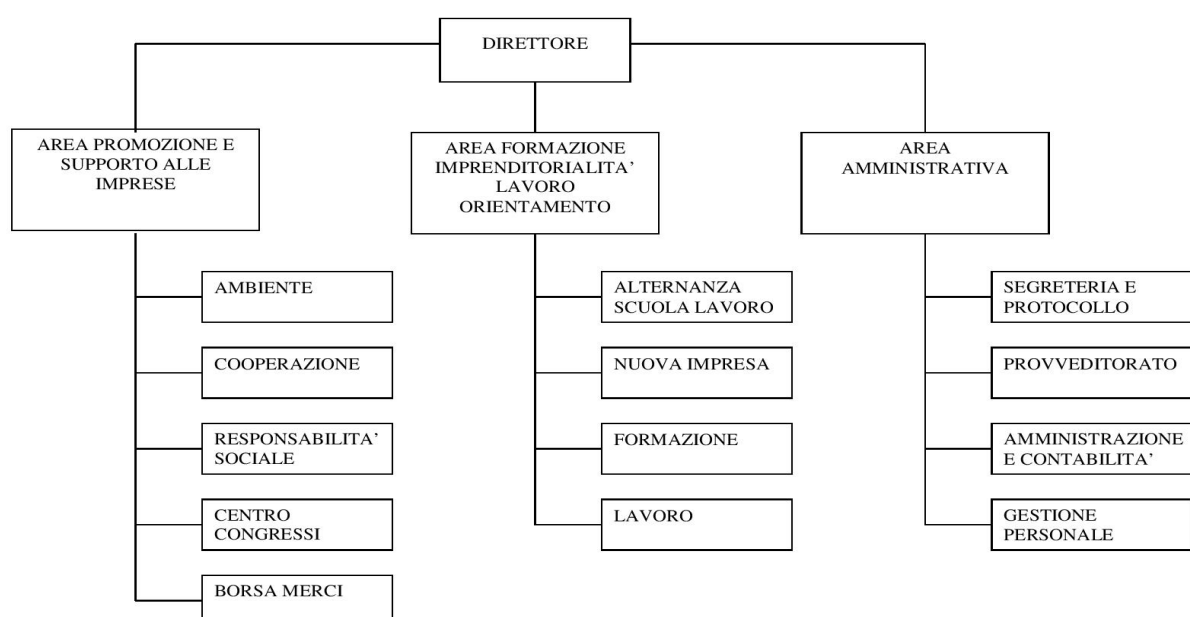 DIRETTORE
AREA PROMOZIONE E
SUPPORTO ALLE
IMPRESE
AREA FORMAZIONE
IMPRENDITORIALITA’
LAVORO
ORIENTAMENTO
AREA
AMMINISTRATIVA
AMBIENTE
COOPERAZIONE
RESPONSABILITA’
SOCIALE
CENTRO
CONGRESSI
BORSA MERCI
ALTERNANZA
SCUOLA LAVORO
NUOVA IMPRESA
FORMAZIONE
LAVORO
SEGRETERIA E
PROTOCOLLO
PROVVEDITORATO
AMMINISTRAZIONE
E CONTABILITA’
GESTIONE
PERSONALE